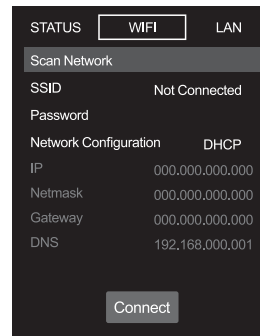 STATUS WIFI LAN
Scan Network
SSID Not Connected
Password
Network Configuration DHCP
IP 000.000.000.000
Netmask 000.000.000.000
Gateway 000.000.000.000
DNS 192.168.000.001
Connect